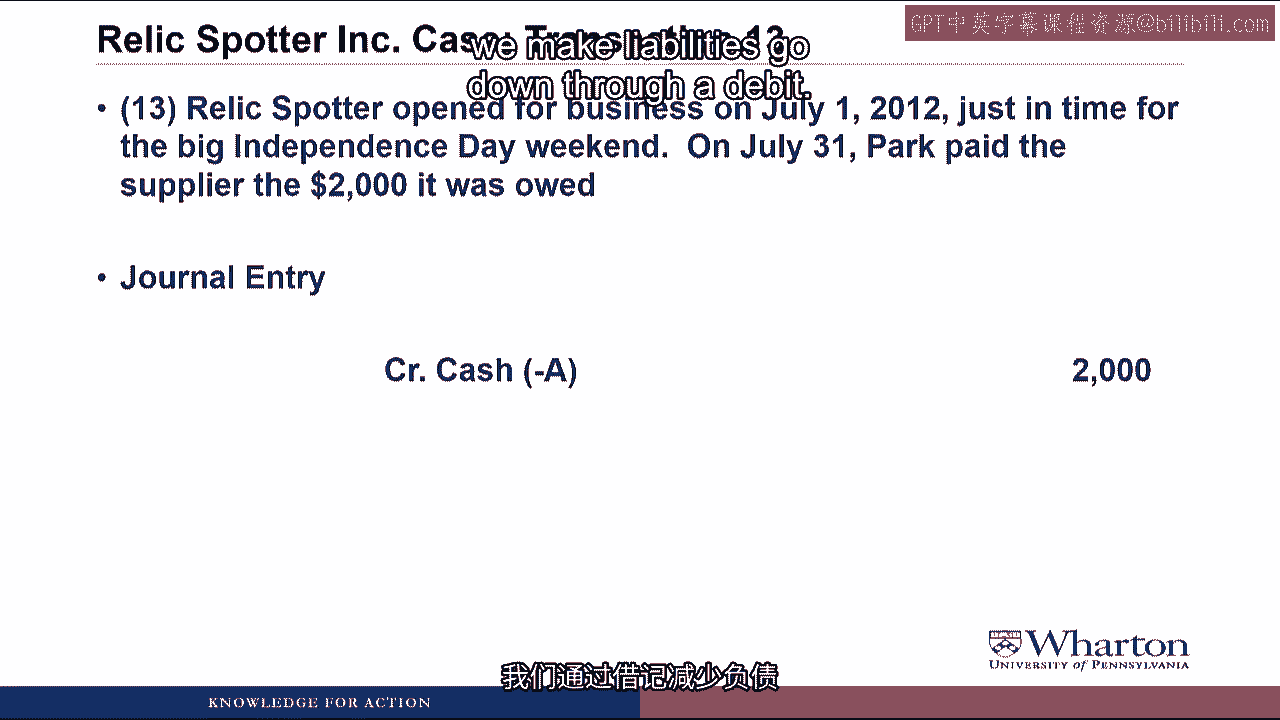 GPT中英字幕课程资源@bilibili.com
Relic Spotter Inc. Case: Transaction 13
we make liabilities go
down through a debit.
• (13) Relic Spotter opened for business on July 1, 2012, just in time for
the big Independence Day weekend. On July 31, Park paid the
supplier the $2,000 it was owed
• Journal Entry
Cr. Cash (-A) 2,000
Wharton
UNIVERSITY of PENNSYLVANIA
我们通过借记减少负债
KNOWLEDGE FOR ACTION